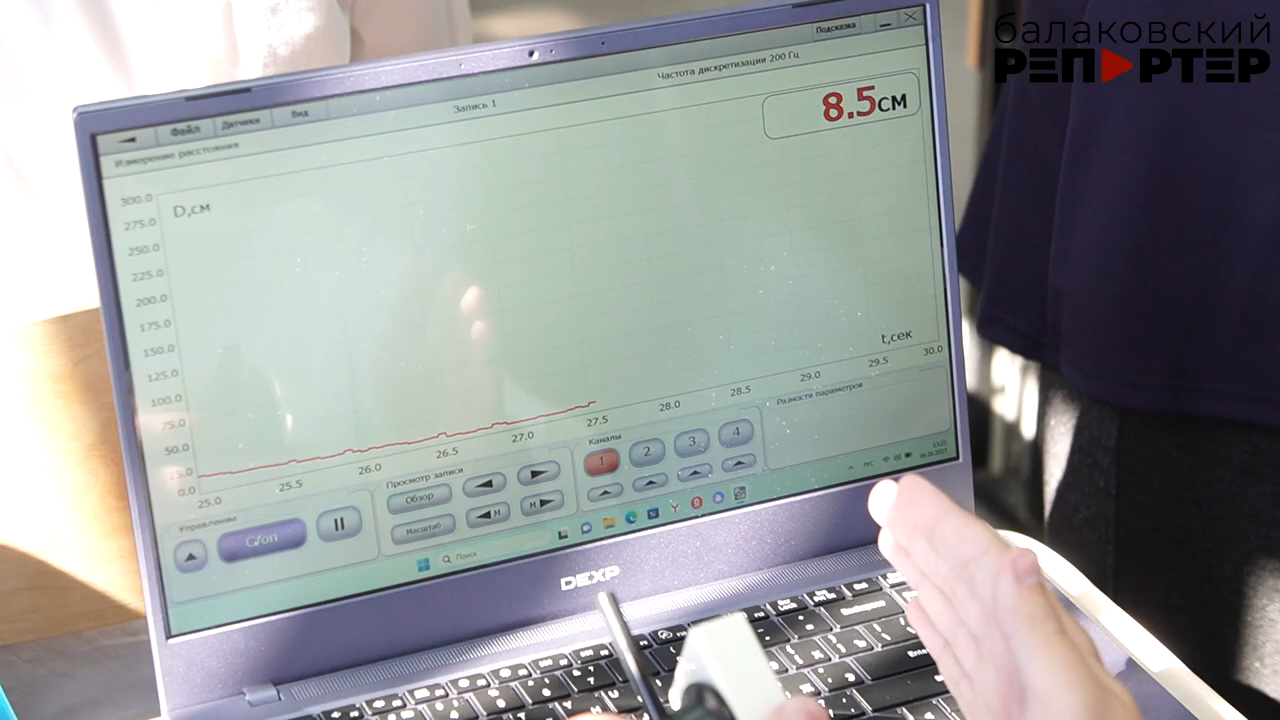 балаковский
РЕПОРТЕР
Подсказка
Файл Датчики Вид
Запись 1
Частота дискретизации 200 Гц
Измерение расстояния
8.5см
D,см
300.0
275.0
250.0
225.0
200.0
175.0
150.0
125.0
100.0
75.0
50.0
25.0
0.0
t,сек
25.0 25.5 26.0 26.5 27.0 27.5 28.0 28.5 29.0 29.5 30.0
Управление
Стоп
Просмотр записи
Обзор
Масштаб
М М
Каналы
1 2 3 4
Разности параметров
Поиск
РУС
DEXP
Backspace
Enter